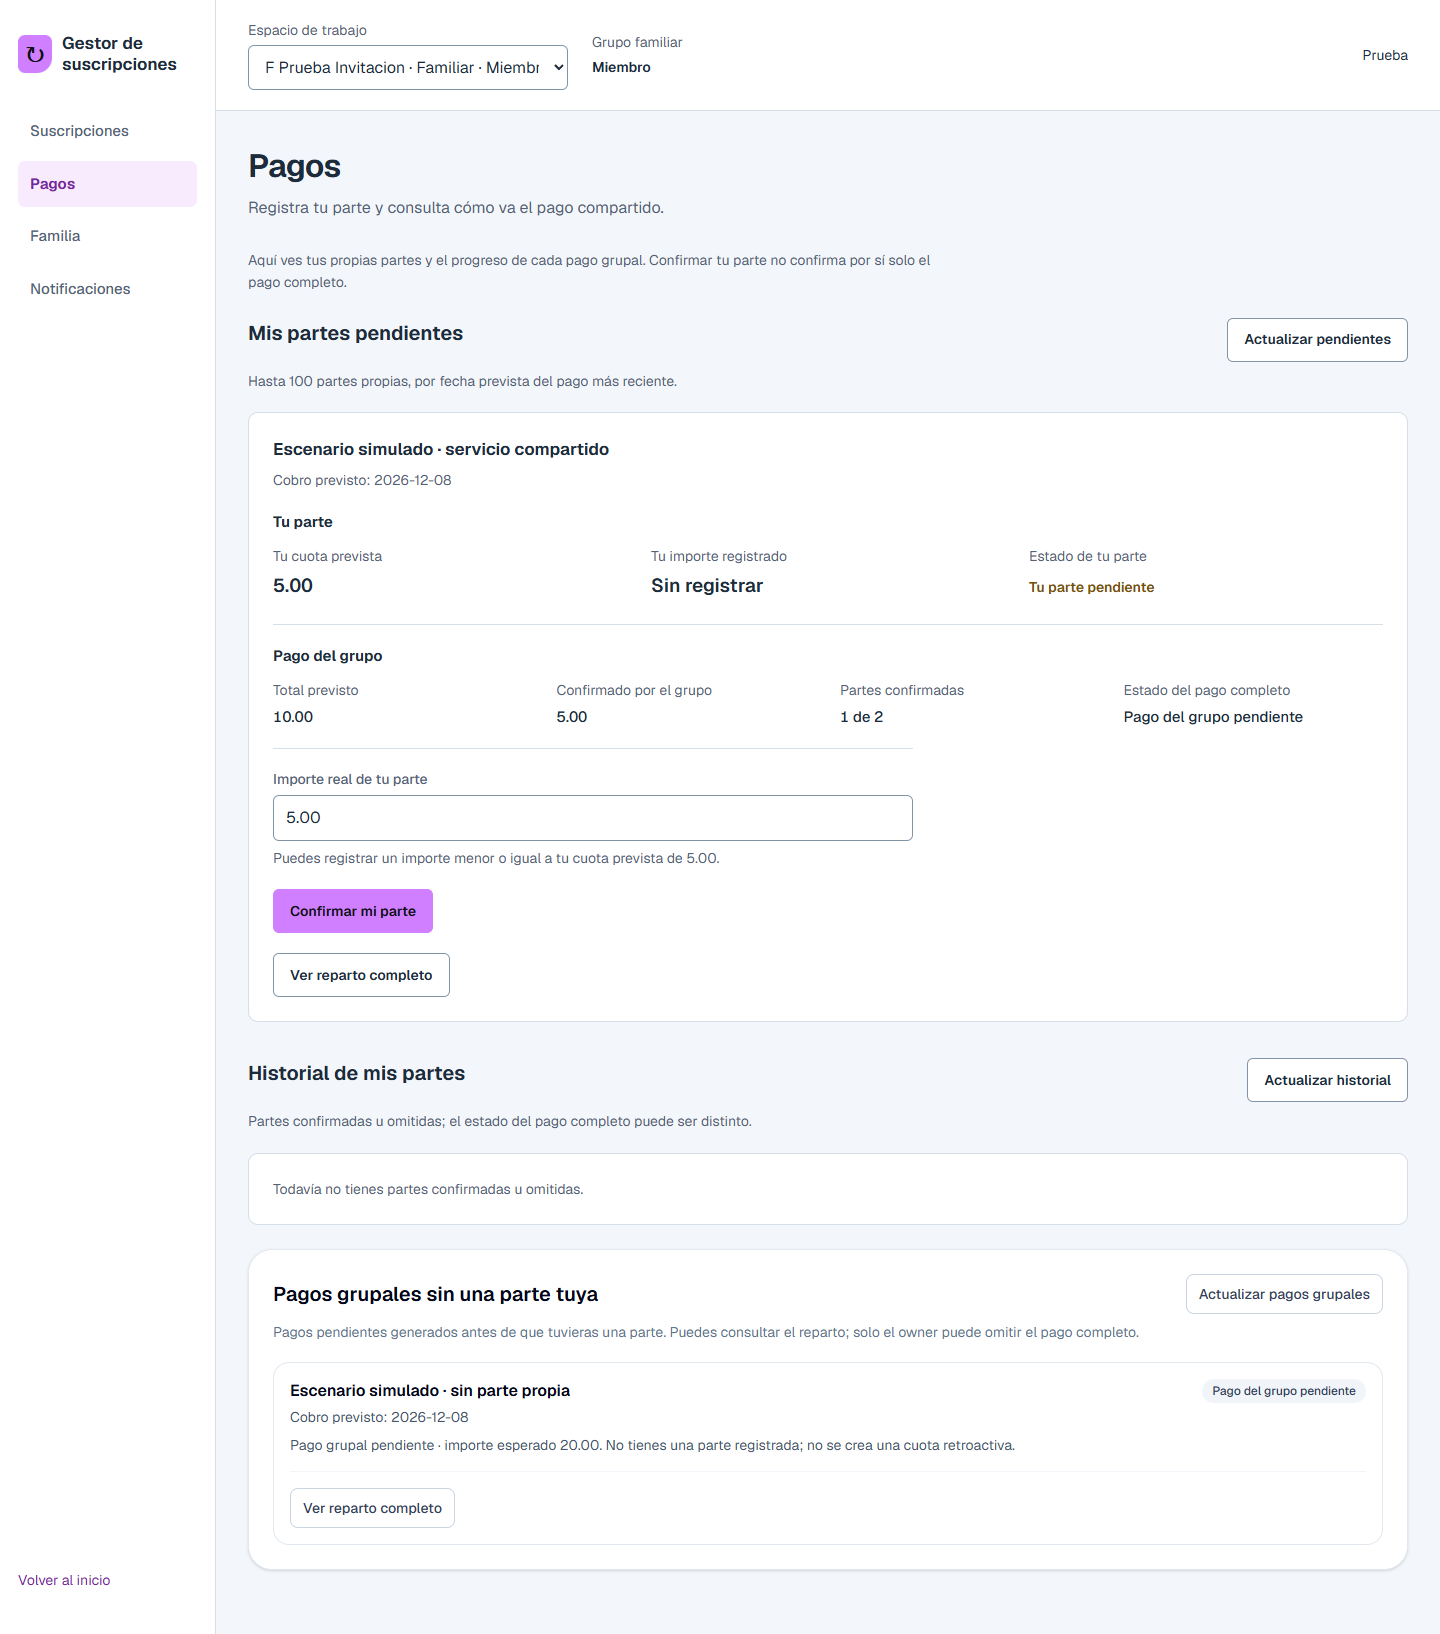 Gestor de
suscripciones
Suscripciones
Pagos
Familia
Notificaciones
Volver al inicio
Espacio de trabajo
F Prueba Invitacion · Familiar · Miembr
Grupo familiar
Miembro
Prueba
Pagos
Registra tu parte y consulta cómo va el pago compartido.
Aquí ves tus propias partes y el progreso de cada pago grupal. Confirmar tu parte no confirma por sí solo el
pago completo.
Mis partes pendientes
Actualizar pendientes
Hasta 100 partes propias, por fecha prevista del pago más reciente.
Escenario simulado · servicio compartido
Cobro previsto: 2026-12-08
Tu parte
Tu cuota prevista
5.00
Tu importe registrado
Sin registrar
Estado de tu parte
Tu parte pendiente
Pago del grupo
Total previsto
10.00
Confirmado por el grupo
5.00
Partes confirmadas
1 de 2
Estado del pago completo
Pago del grupo pendiente
Importe real de tu parte
5.00
Puedes registrar un importe menor o igual a tu cuota prevista de 5.00.
Confirmar mi parte
Ver reparto completo
Historial de mis partes
Actualizar historial
Partes confirmadas u omitidas; el estado del pago completo puede ser distinto.
Todavía no tienes partes confirmadas u omitidas.
Pagos grupales sin una parte tuya
Actualizar pagos grupales
Pagos pendientes generados antes de que tuvieras una parte. Puedes consultar el reparto; solo el owner puede omitir el pago completo.
Escenario simulado · sin parte propia
Pago del grupo pendiente
Cobro previsto: 2026-12-08
Pago grupal pendiente · importe esperado 20.00. No tienes una parte registrada; no se crea una cuota retroactiva.
Ver reparto completo